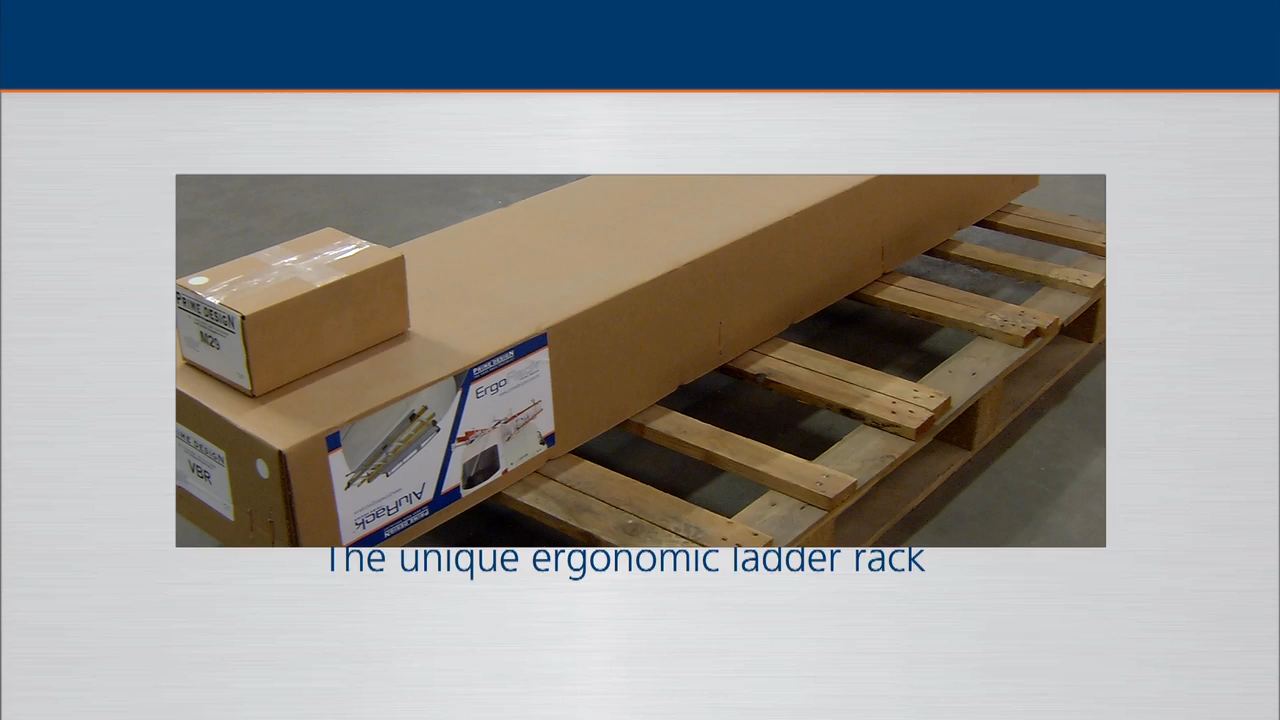 PRIME DESIGN
M29
PRIME DESIGN
Ergo
VBR
AluRack
PRIME DESIGN
The unique ergonomic ladder rack